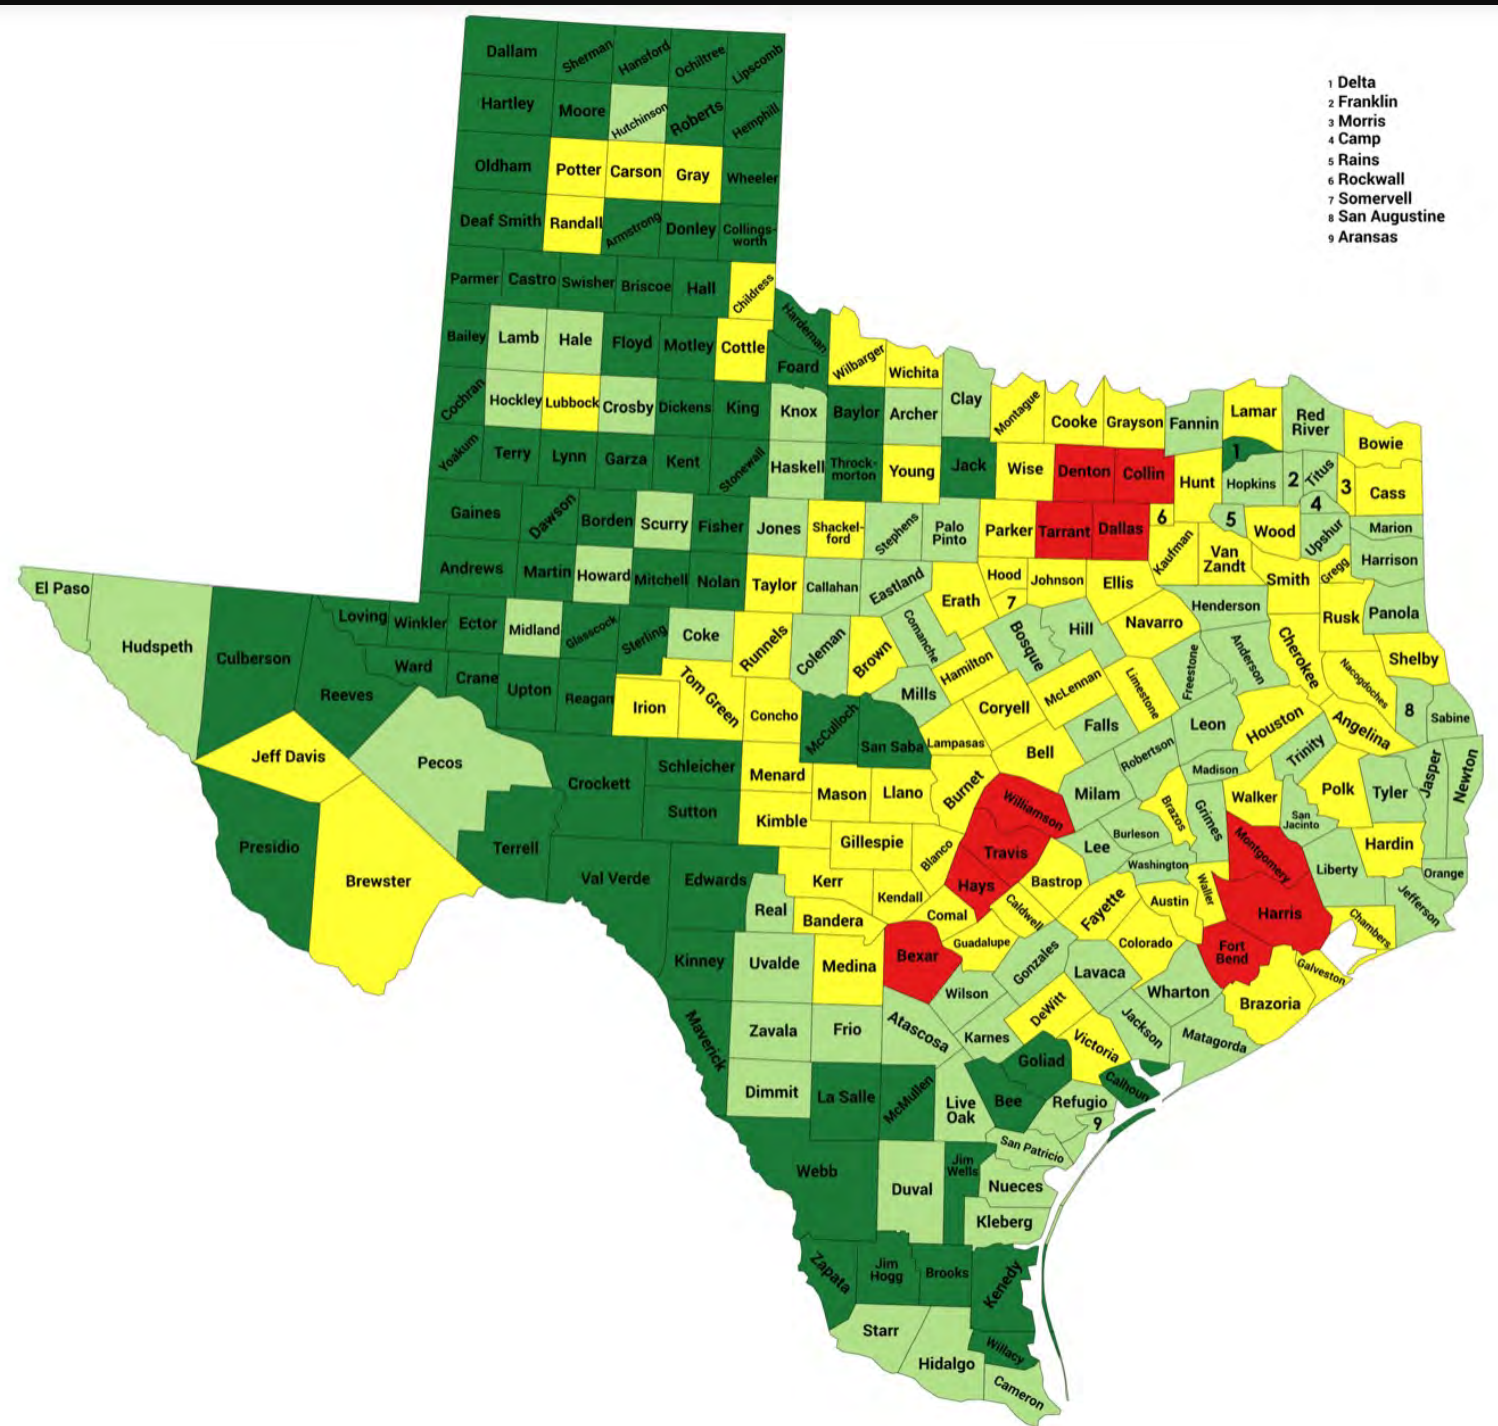 Dallam
Sherman
Hansford
Ochiltree
Lipscomb
1 Delta
2 Franklin
3 Morris
4 Camp
5 Rains
6 Rockwall
7 Somervell
8 San Augustine
9 Aransas
Hartley
Moore
Hutchinson
Roberts
Hemphill
Oldham
Potter
Carson
Gray
Wheeler
Deaf Smith
Randall
Armstrong
Donley
Collings-
worth
Parmer
Castro
Swisher
Briscoe
Hall
Childress
Bailey
Lamb
Hale
Floyd
Motley
Cottle
Hardeman
Foard
Wilbarger
Wichita
Cochran
Hockley
Lubbock
Crosby
Dickens
King
Knox
Baylor
Archer
Clay
Montague
Cooke
Grayson
Fannin
Lamar
Red
River
Bowie
Yoakum
Terry
Lynn
Garza
Kent
Stonewall
Haskell
Throck-
morton
Young
Jack
Wise
Denton
Collin
Hunt
1
Hopkins
2
Titus
3
Cass
Gaines
Dawson
Borden
Scurry
Fisher
Jones
Shackel-
ford
Stephens
Palo
Pinto
Parker
Tarrant
Dallas
6
Kaufman
5
Wood
4
Upshur
Marion
Harrison
Andrews
Martin
Howard
Mitchell
Nolan
Taylor
Callahan
Eastland
Erath
Hood
7
Johnson
Ellis
Van
Zandt
Smith
Gregg
Rusk
Panola
El Paso
Hudspeth
Culberson
Loving
Winkler
Ector
Midland
Glasscock
Sterling
Coke
Runnels
Coleman
Brown
Comanche
Hamilton
Bosque
Hill
Navarro
Henderson
Anderson
Cherokee
Nacogdoches
Shelby
Reeves
Ward
Crane
Upton
Reagan
Irion
Tom Green
Concho
McCulloch
San Saba
Mills
Lampasas
Coryell
McLennan
Limestone
Freestone
Falls
Leon
Houston
Angelina
8
Sabine
Jeff Davis
Pecos
Crockett
Schleicher
Sutton
Menard
Mason
Llano
Burnet
Bell
Robertson
Milam
Madison
Trinity
Walker
Polk
Tyler
Jasper
Newton
Presidio
Brewster
Terrell
Val Verde
Edwards
Kimble
Gillespie
Blanco
Williamson
Travis
Hays
Lee
Burleson
Brazos
Grimes
Washington
Montgomery
San
Jacinto
Liberty
Hardin
Orange
Jefferson
Real
Kerr
Bandera
Kendall
Comal
Caldwell
Bastrop
Fayette
Austin
Waller
Harris
Chambers
Kinney
Uvalde
Medina
Bexar
Guadalupe
Gonzales
Lavaca
Colorado
Fort
Bend
Galveston
Brazoria
Maverick
Zavala
Frio
Atascosa
Wilson
Karnes
DeWitt
Victoria
Jackson
Wharton
Matagorda
Dimmit
La Salle
McMullen
Live
Oak
Bee
Goliad
Refugio
Calhoun
9
San Patricio
Webb
Duval
Jim
Wells
Nueces
Kleberg
Zapata
Jim
Hogg
Brooks
Kenedy
Starr
Hidalgo
Willacy
Cameron